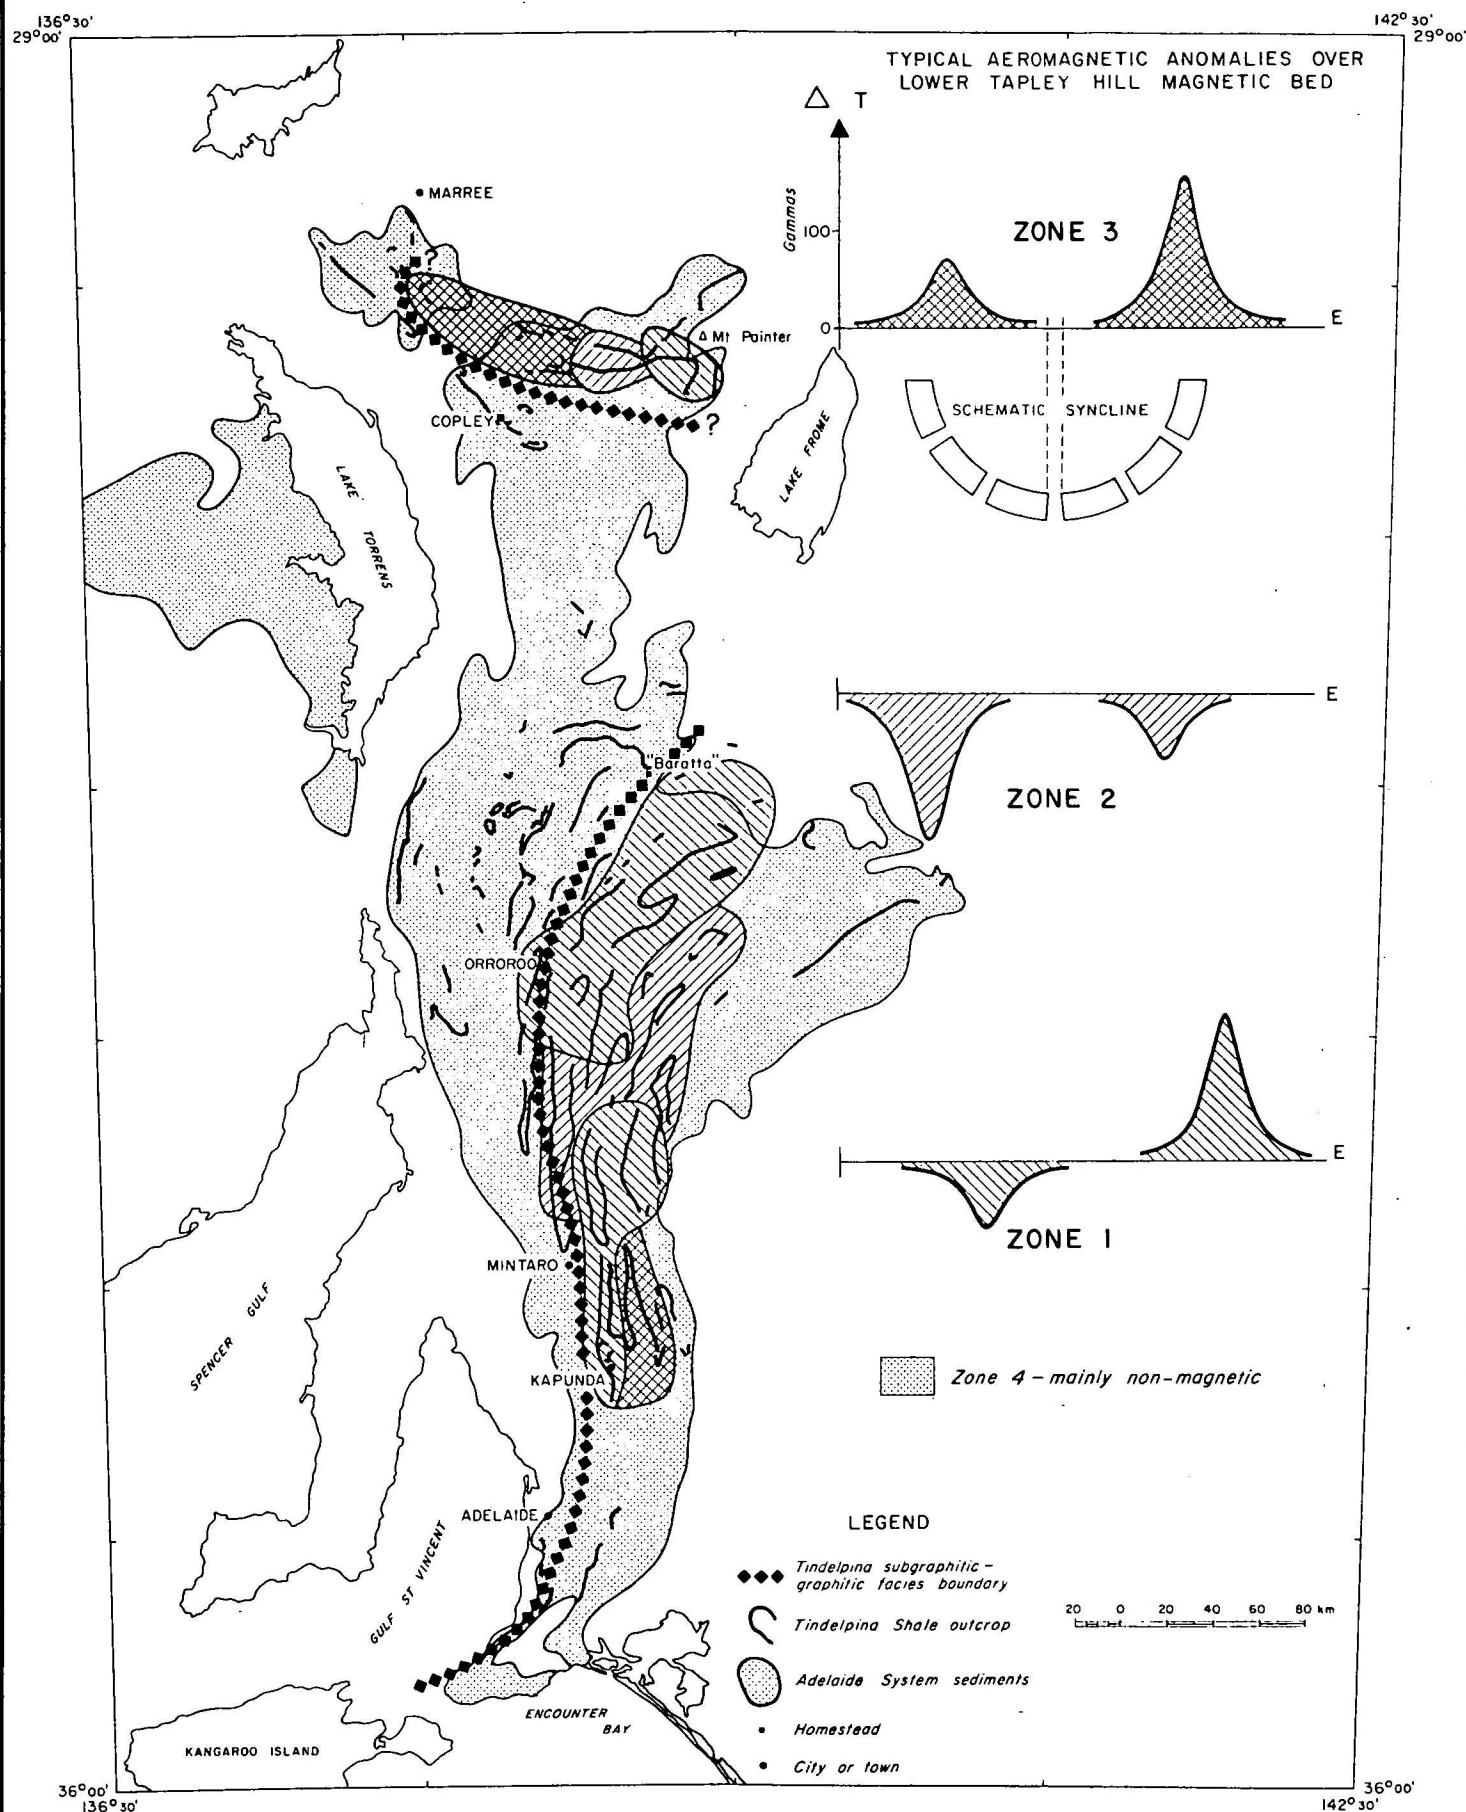 136°30'
142°30'
29°00'
29°00'
TYPICAL AEROMAGNETIC ANOMALIES OVER
LOWER TAPLEY HILL MAGNETIC BED
△ T
Gammas
100
0
ZONE 3
E
SCHEMATIC SYNCLINE
MARREE
?
Δ Mt Painter
COPLEY
?
LAKE FROME
LAKE TORRENS
E
ZONE 2
"Baratta"
ORROROO
E
ZONE 1
MINTARO
SPENCER GULF
KAPUNDA
Zone 4 – mainly non-magnetic
ADELAIDE
GULF ST VINCENT
LEGEND
Tindelpina subgraphitic –
graphitic facies boundary
Tindelpina Shale outcrop
Adelaide System sediments
Homestead
City or town
20 0 20 40 60 80 km
ENCOUNTER
BAY
KANGAROO ISLAND
36°00'
36°00'
136°30'
142°30'